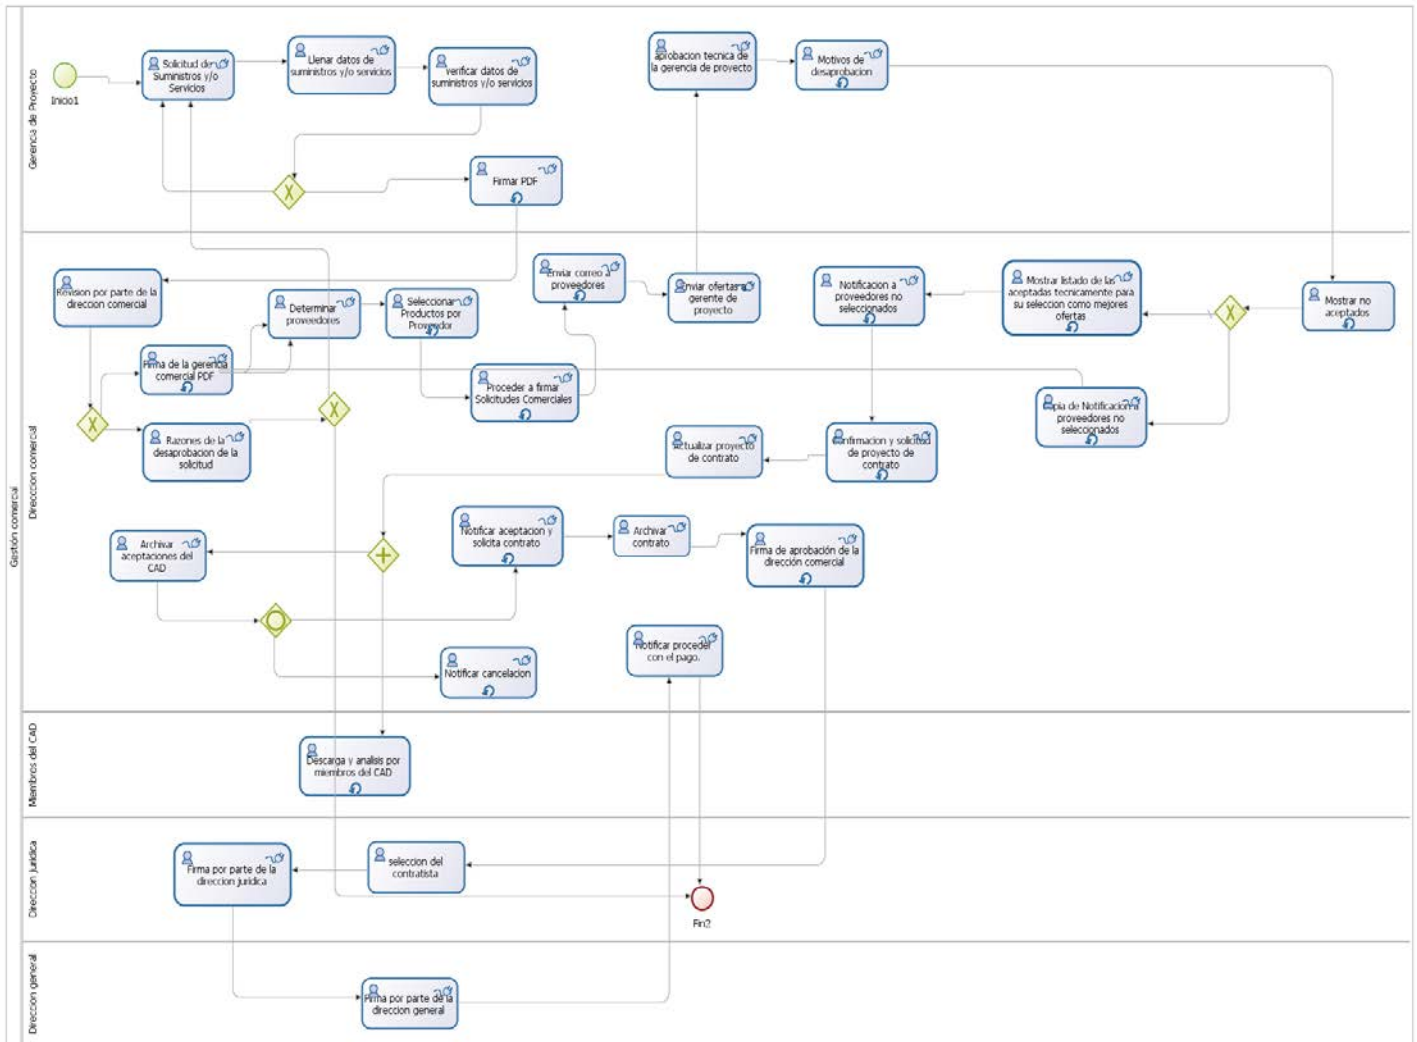 Gestión comercial
Gerencia de Proyecto
Inicio1
Solicitud de
Suministros y/o
Servicios
Llenar datos de
suministros y/o servicios
verificar datos de
suministros y/o servicios
aprobacion tecnica de
la gerencia de proyecto
Motivos de
desaprobacion
Firmar PDF
Direccion comercial
Revision por parte de la
direccion comercial
Determinar
proveedores
Seleccionar
Productos por
Proveedor
Enviar correo a
proveedores
Enviar ofertas a
gerente de
proyecto
Notificacion a
proveedores no
seleccionados
Mostrar listado de las
aceptadas tecnicamente para
su seleccion como mejores
ofertas
Mostrar no
aceptados
Firma de la gerencia
comercial PDF
Proceder a firmar
Solicitudes Comerciales
Copia de Notificacion a
proveedores no
seleccionados
Razones de la
desaprobacion de la
solicitud
Actualizar proyecto
de contrato
Confirmacion y solicitud
de proyecto de
contrato
Archivar
aceptaciones del
CAD
Notificar aceptacion y
solicita contrato
Archivar
contrato
Firma de aprobación de la
dirección comercial
Notificar proceder
con el pago.
Notificar cancelacion
Miembros del CAD
Descarga y analisis por
miembros del CAD
Direccion juridica
Firma por parte de la
direccion juridica
seleccion del
contratista
Fin2
Direccion general
Firma por parte de la
direccion general